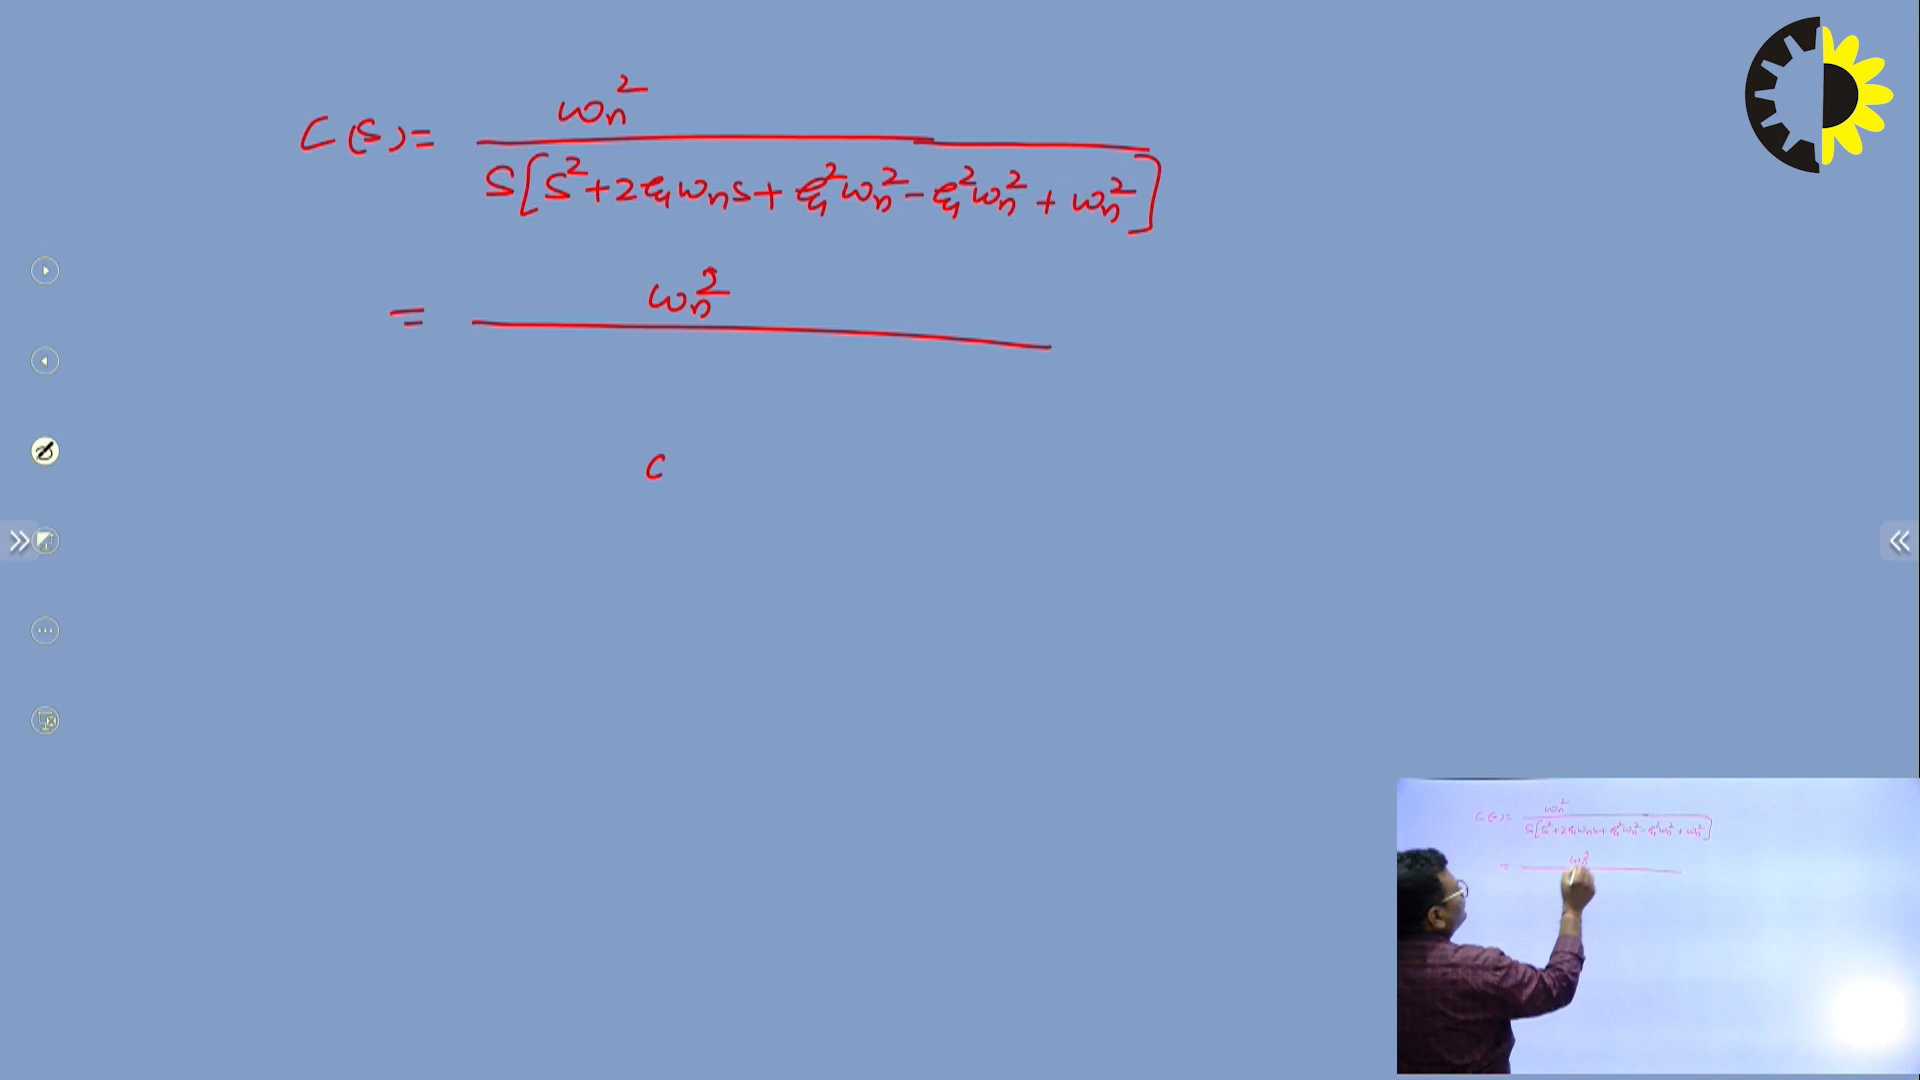 C(s) = ωn² / S[S² + 2ξωns + ξ²ωn² - ξ²ωn² + ωn²]
= ωn² /
C